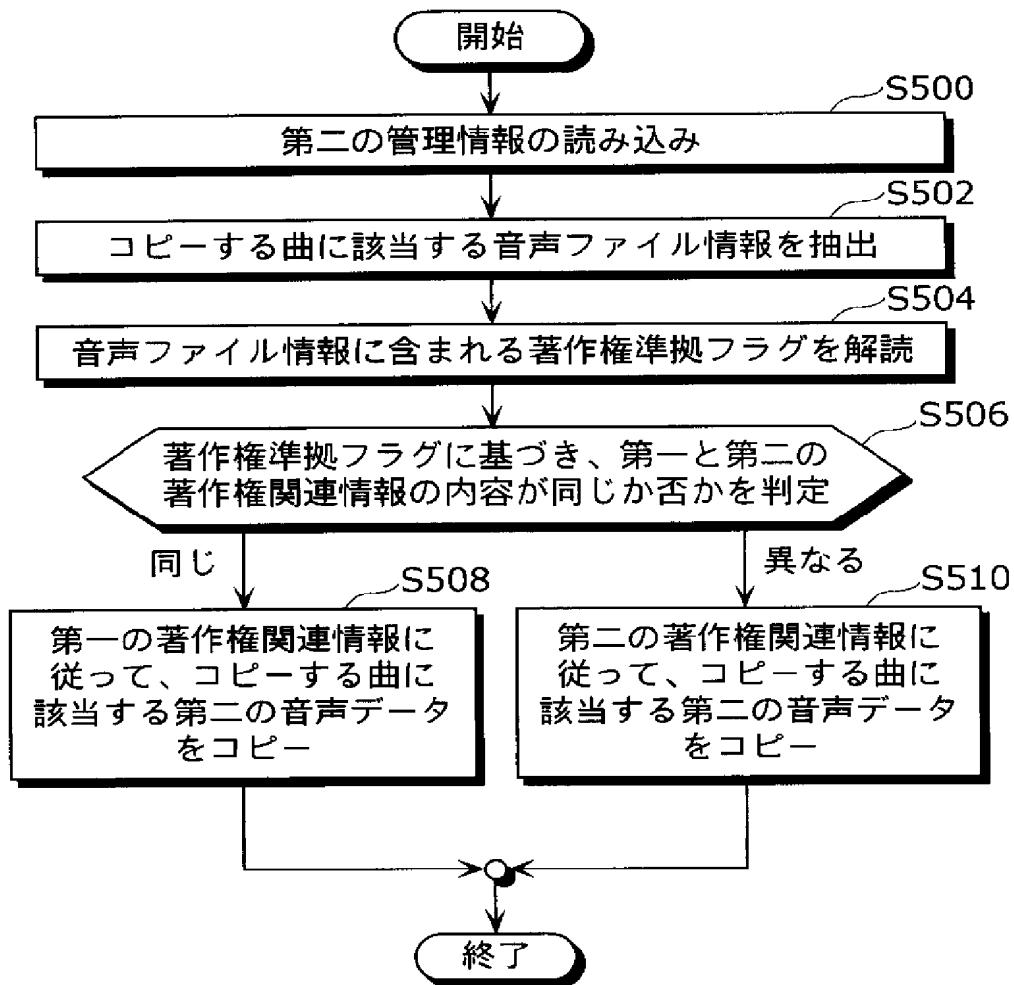 開始
S500
第二の管理情報の読み込み
S502
コピーする曲に該当する音声ファイル情報を抽出
S504
音声ファイル情報に含まれる著作権準拠フラグを解読
S506
著作権準拠フラグに基づき、第一と第二の
著作権関連情報の内容が同じか否かを判定
同じ
異なる
S508
第一の著作権関連情報に
従って、コピーする曲に
該当する第二の音声データ
をコピー
S510
第二の著作権関連情報に
従って、コピーする曲に
該当する第二の音声データ
をコピー
終了